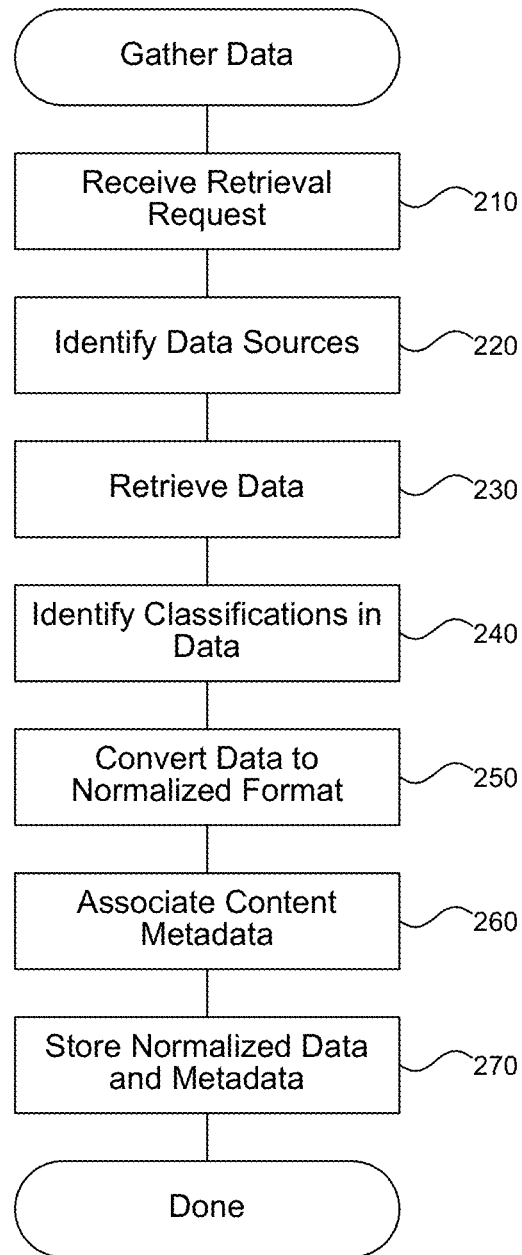 Gather Data
Receive Retrieval
Request
210
Identify Data Sources
220
Retrieve Data
230
Identify Classifications in
Data
240
Convert Data to
Normalized Format
250
Associate Content
Metadata
260
Store Normalized Data
and Metadata
270
Done